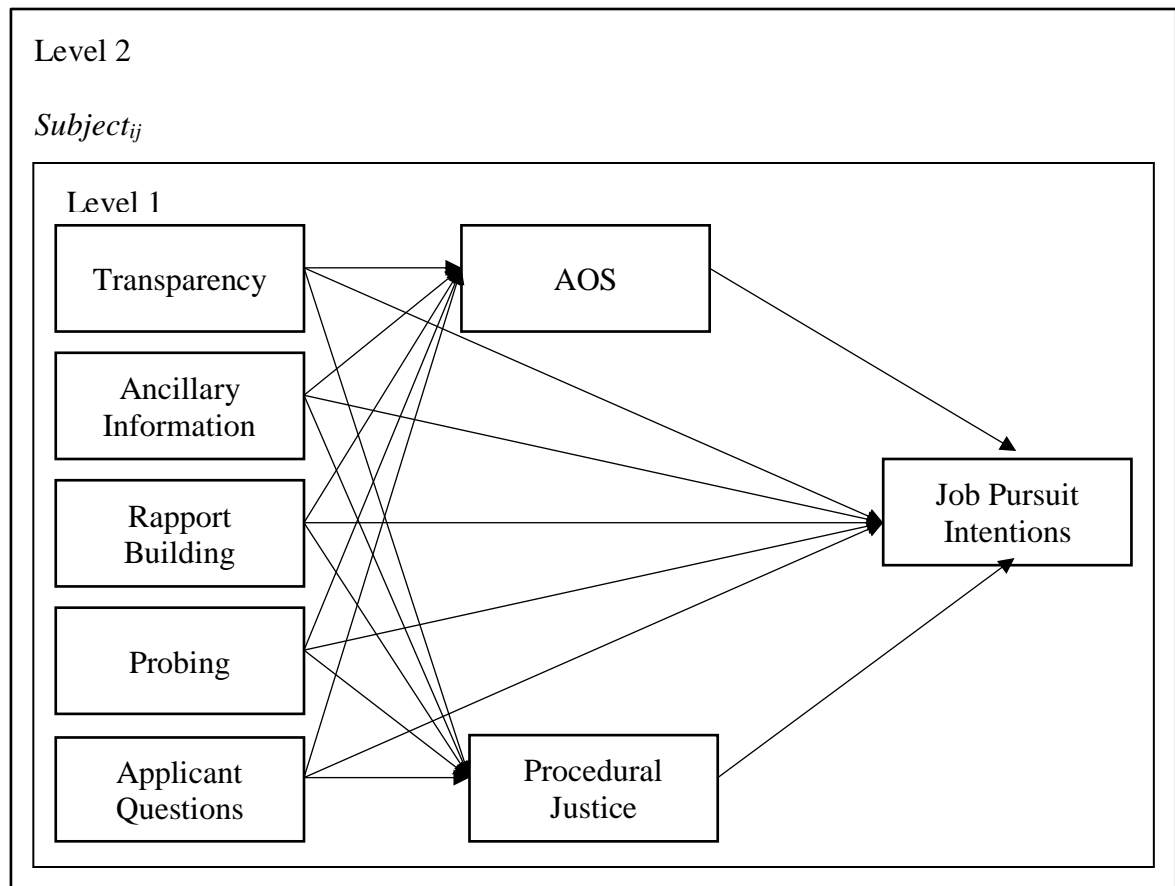 Level 2
Subjectij
Level 1
Transparency
AOS
Ancillary
Information
Rapport
Building
Job Pursuit
Intentions
Probing
Applicant
Questions
Procedural
Justice